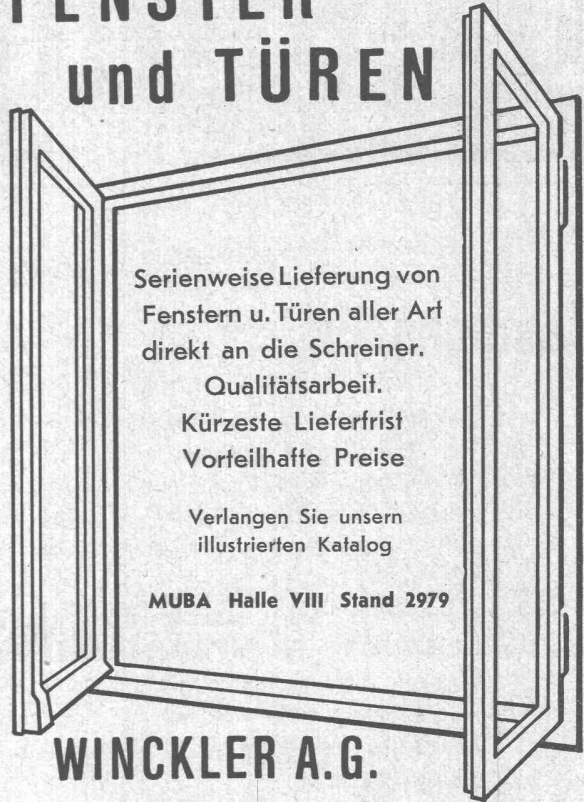 FENSTER
und TÜREN
Serienweise Lieferung von
Fenstern u. Türen aller Art
direkt an die Schreiner.
Qualitätsarbeit.
Kürzeste Lieferfrist
Vorteilhafte Preise
Verlangen Sie unsern
illustrierten Katalog
MUBA Halle VIII Stand 2979
WINCKLER A.G.